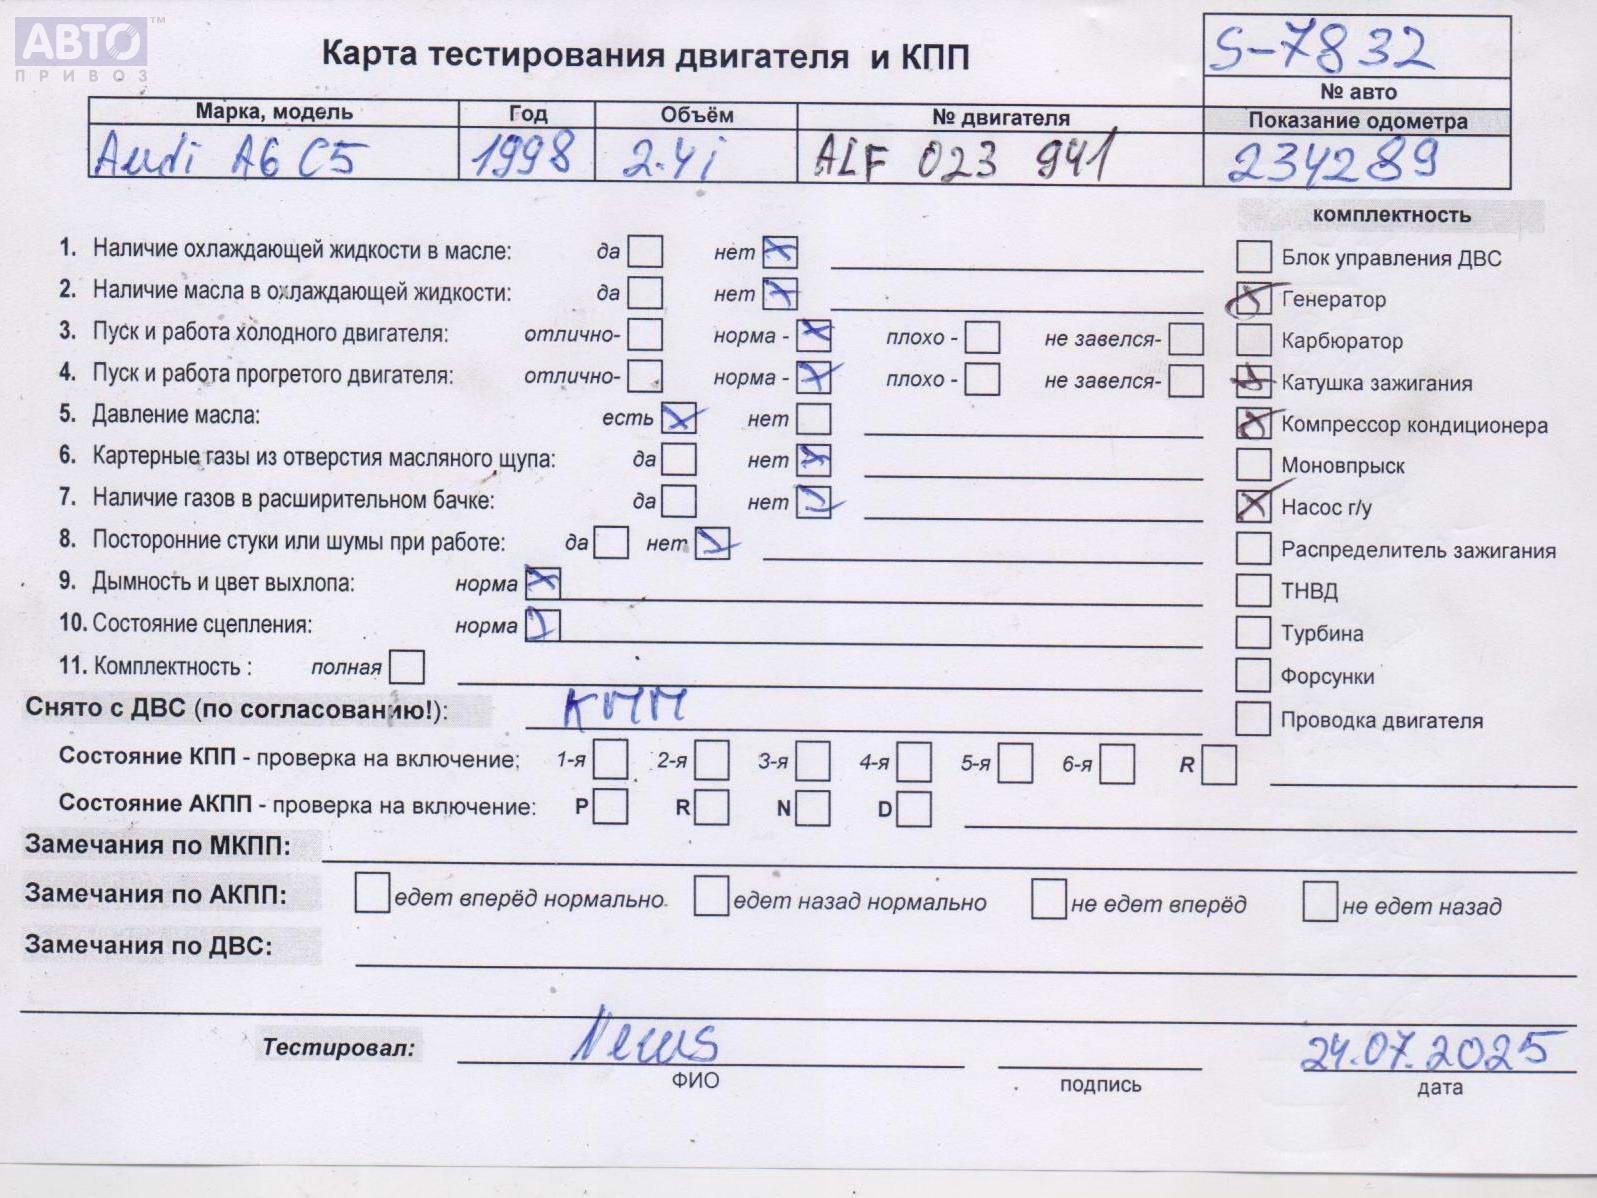 АВТО™
ПРИВОЗ
Карта тестирования двигателя и КПП
S-7832
№ авто
Марка, модель Год Объём № двигателя Показание одометра
Audi A6 C5 1998 2.4i ALF 023 941 234289
комплектность
1. Наличие охлаждающей жидкости в масле: да нет
Блок управления ДВС
2. Наличие масла в охлаждающей жидкости: да нет
Генератор
3. Пуск и работа холодного двигателя: отлично- норма - плохо - не завелся-
Карбюратор
4. Пуск и работа прогретого двигателя: отлично- норма - плохо - не завелся-
Катушка зажигания
5. Давление масла: есть нет
Компрессор кондиционера
6. Картерные газы из отверстия масляного щупа: да нет
Моновпрыск
7. Наличие газов в расширительном бачке: да нет
Насос г/у
8. Посторонние стуки или шумы при работе: да нет
Распределитель зажигания
9. Дымность и цвет выхлопа: норма
ТНВД
10. Состояние сцепления: норма
Турбина
11. Комплектность : полная
Форсунки
Снято с ДВС (по согласованию!):
Проводка двигателя
Состояние КПП - проверка на включение: 1-я 2-я 3-я 4-я 5-я 6-я R
Состояние АКПП - проверка на включение: P R N D
Замечания по МКПП:
Замечания по АКПП: едет вперёд нормально. едет назад нормально не едет вперёд не едет назад
Замечания по ДВС:
Тестировал: 24.07.2025
ФИО подпись дата